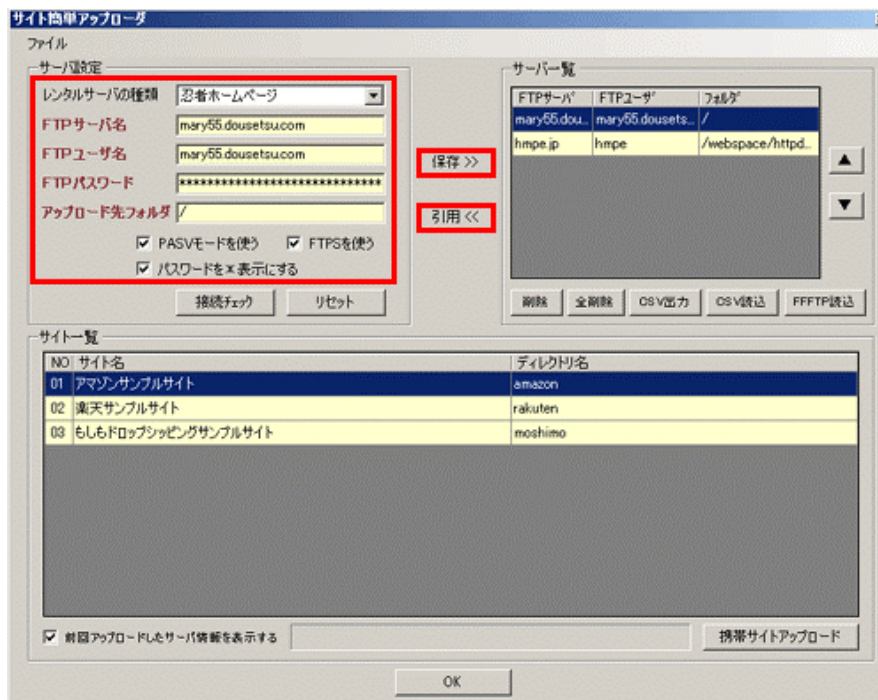 サイト簡単アップローダ
ファイル
サーバ設定
レンタルサーバの種類 忍者ホームページ
FTPサーバ名 mary55.dousetsu.com
FTPユーザ名 mary55.dousetsu.com
FTPパスワード ******************************
アップロード先フォルダ /
PASVモードを使う FTPSを使う
パスワードを×表示にする
接続チェック リセット
保存 >>
引用 <<
サーバー一覧
FTPサーバ FTPユーザ フォルダ
mary55.dou... mary55.dousets... /
hmpe.jp hmpe /webspace/httpd...
▲
▼
削除 全削除 CSV出力 CSV読込 FFFTP読込
サイト一覧
NO サイト名 ディレクトリ名
01 アマゾンサンプルサイト amazon
02 楽天サンプルサイト rakuten
03 もしもドロップシッピングサンプルサイト moshimo
前回アップロードしたサーバ情報を表示する 携帯サイトアップロード
OK